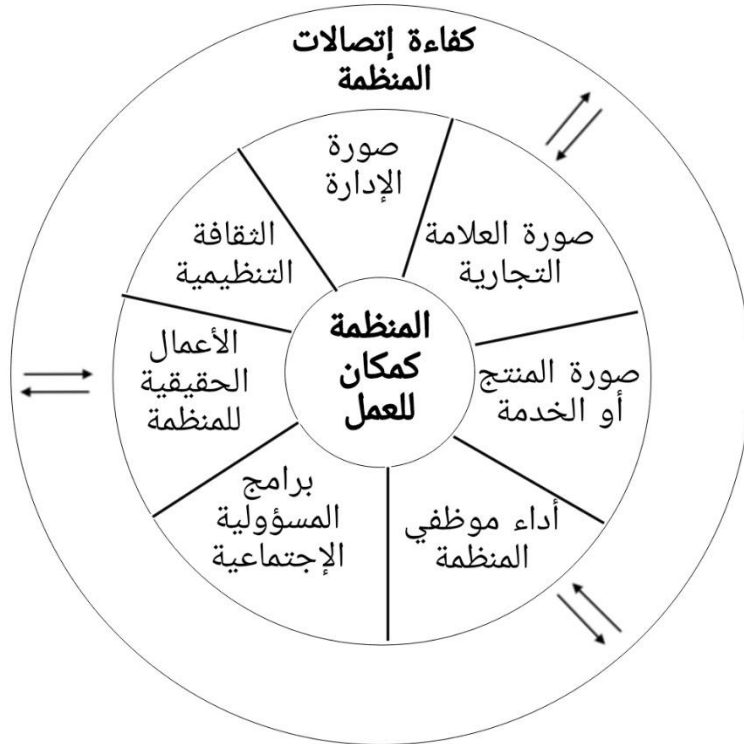 كفاءة إتصالات
المنظمة
صورة
الإدارة
صورة العلامة
التجارية
صورة المنتج
أو الخدمة
أداء موظفي
المنظمة
برامج
المسؤولية
الإجتماعية
الأعمال
الحقيقية
للمنظمة
الثقافة
التنظيمية
المنظمة
كمكان
للعمل